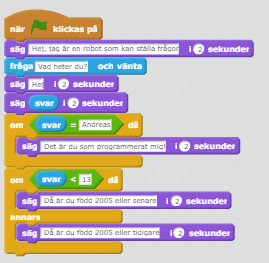 när klickas på
säg Hej, jag är en robot som kan ställa frågor i 2 sekunder
fråga Vad heter du? och vänta
säg Hej i 2 sekunder
säg svar i 2 sekunder
om svar = Andreas då
säg Det är du som programmerat mig! i 2 sekunder
om svar < 13 då
säg Då är du född 2005 eller senare i 2 sekunder
annars
säg Då är du född 2005 eller tidigare i 2 sekunder